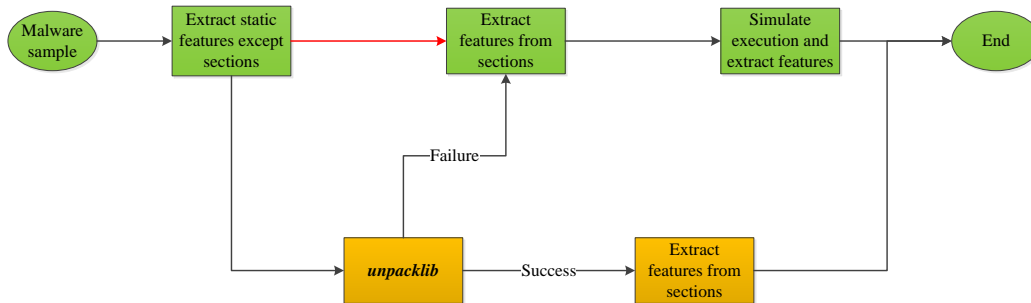 Malware
sample
Extract static
features except
sections
Extract
features from
sections
Simulate
execution and
extract features
End
Failure
unpacklib
Success
Extract
features from
sections